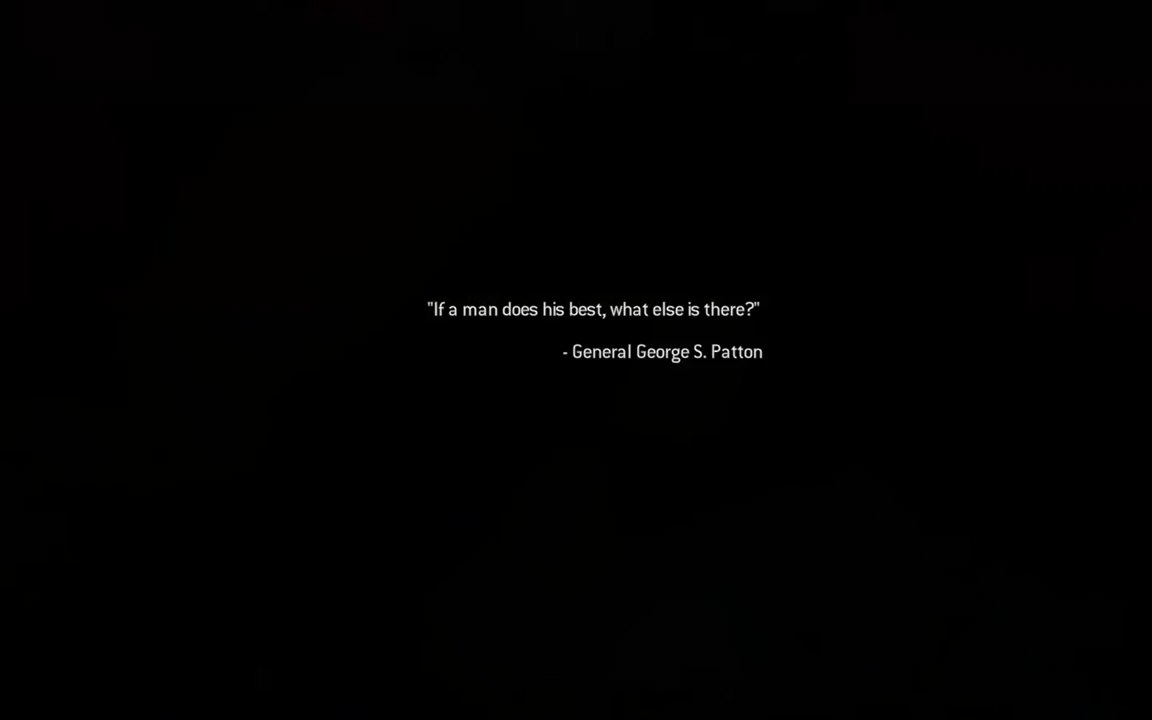 "If a man does his best, what else is there?"
- General George S. Patton